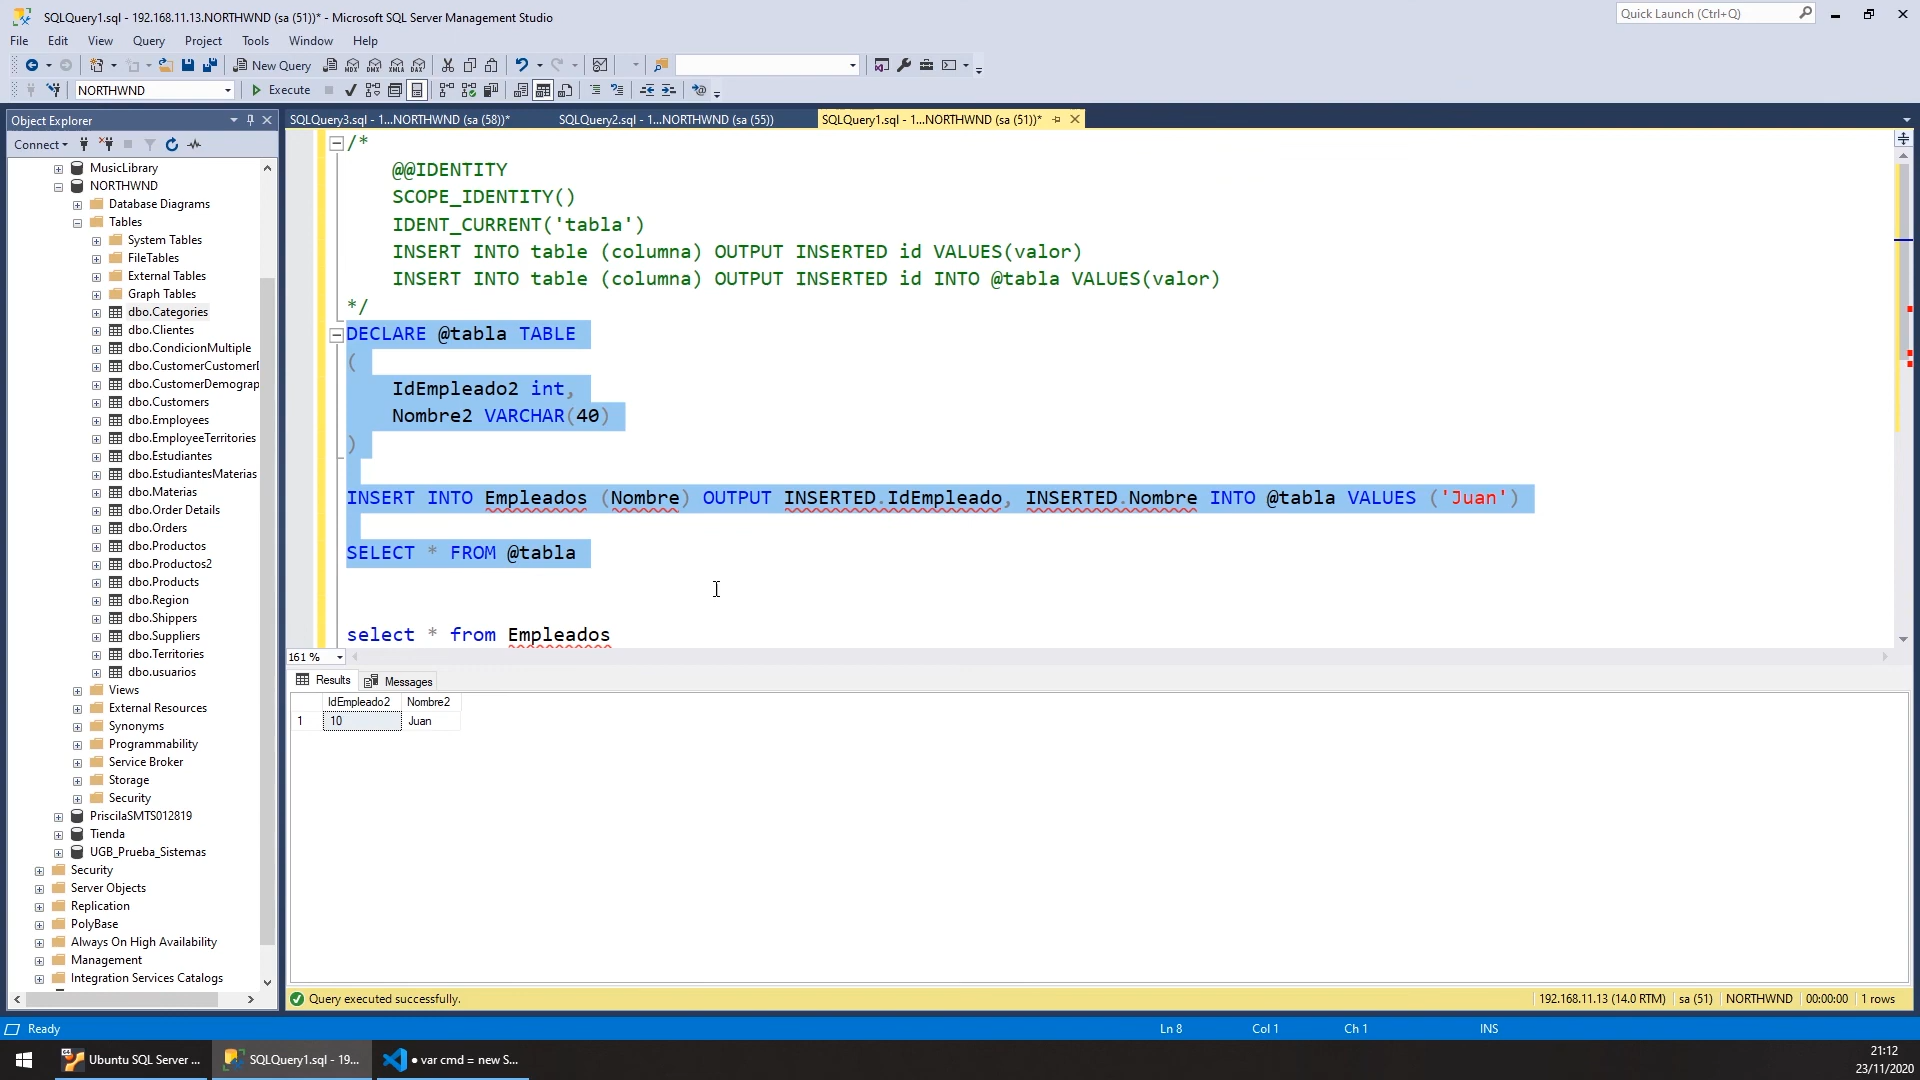 SQLQuery1.sql - 192.168.11.13.NORTHWND (sa (51))* - Microsoft SQL Server Management Studio
Quick Launch (Ctrl+Q)
File Edit View Query Project Tools Window Help
New Query
NORTHWND
Execute
Object Explorer
SQLQuery3.sql - 1...NORTHWND (sa (58))*
SQLQuery2.sql - 1...NORTHWND (sa (55))
SQLQuery1.sql - 1...NORTHWND (sa (51))*
Connect
MusicLibrary
NORTHWND
Database Diagrams
Tables
System Tables
FileTables
External Tables
Graph Tables
dbo.Categories
dbo.Clientes
dbo.CondicionMultiple
dbo.CustomerCustomerD
dbo.CustomerDemograp
dbo.Customers
dbo.Employees
dbo.EmployeeTerritories
dbo.Estudiantes
dbo.EstudiantesMaterias
dbo.Materias
dbo.Order Details
dbo.Orders
dbo.Productos
dbo.Productos2
dbo.Products
dbo.Region
dbo.Shippers
dbo.Suppliers
dbo.Territories
dbo.usuarios
Views
External Resources
Synonyms
Programmability
Service Broker
Storage
Security
PriscilaSMTS012819
Tienda
UGB_Prueba_Sistemas
Security
Server Objects
Replication
PolyBase
Always On High Availability
Management
Integration Services Catalogs
/*
@@IDENTITY
SCOPE_IDENTITY()
IDENT_CURRENT('tabla')
INSERT INTO table (columna) OUTPUT INSERTED id VALUES(valor)
INSERT INTO table (columna) OUTPUT INSERTED id INTO @tabla VALUES(valor)
*/
DECLARE @tabla TABLE
(
IdEmpleado2 int,
Nombre2 VARCHAR(40)
)
INSERT INTO Empleados (Nombre) OUTPUT INSERTED.IdEmpleado, INSERTED.Nombre INTO @tabla VALUES ('Juan')
SELECT * FROM @tabla
select * from Empleados
161 %
Results Messages
IdEmpleado2 Nombre2
1 10 Juan
Query executed successfully.
192.168.11.13 (14.0 RTM) sa (51) NORTHWND 00:00:00 1 rows
Ready
Ln 8 Col 1 Ch 1 INS
Ubuntu SQL Server ...
SQLQuery1.sql - 19...
● var cmd = new S...
21:12
23/11/2020